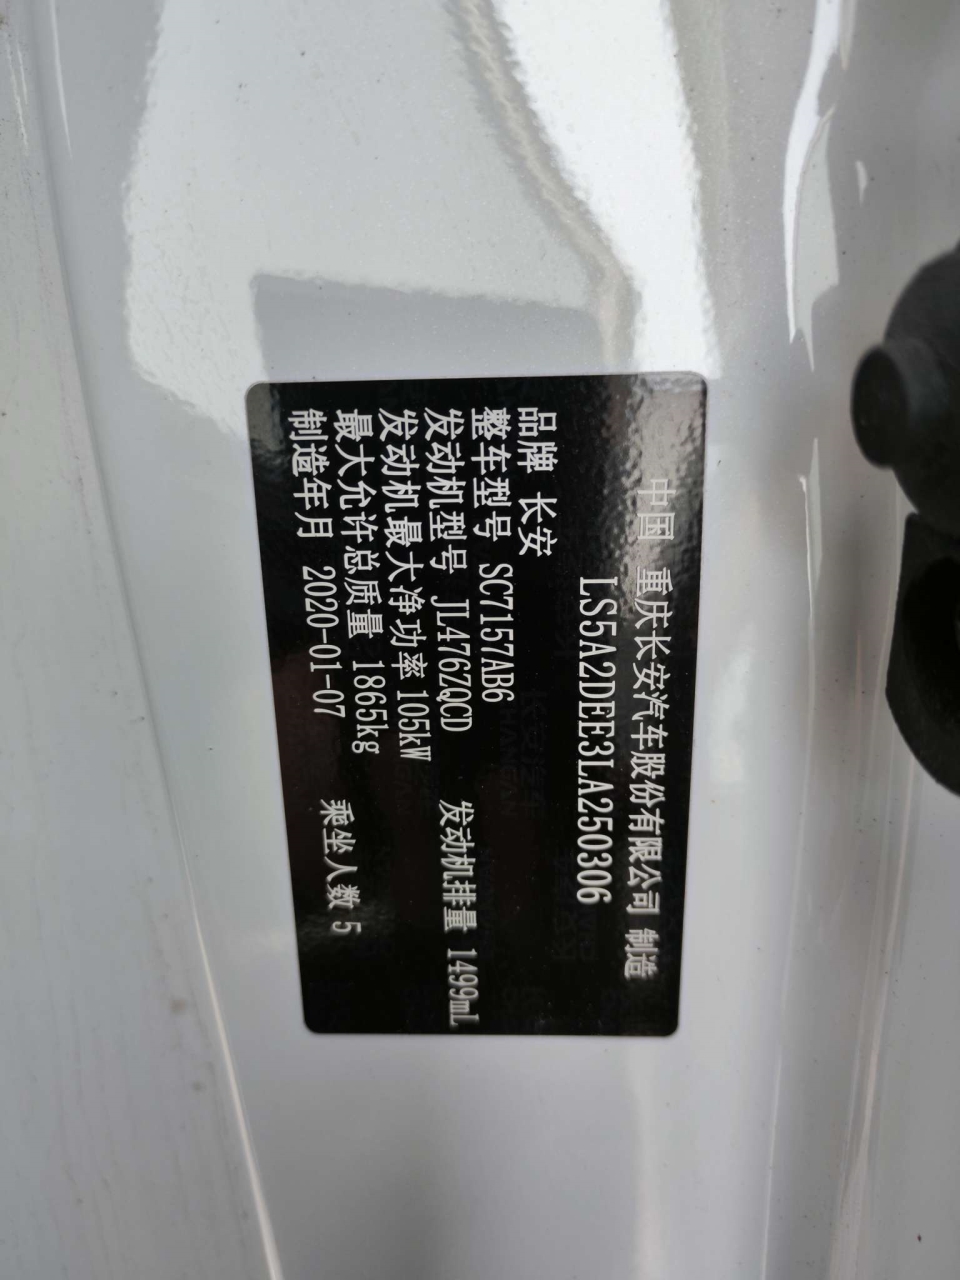 中国 重庆长安汽车股份有限公司 制造
LS5A2DEE3LA250306
品牌 长安
整车型号 SC7157AB6
发动机型号 JL476ZQCD 发动机排量 1499mL
发动机最大净功率 105kW
最大允许总质量 1865kg
制造年月 2020-01-07 乘坐人数 5